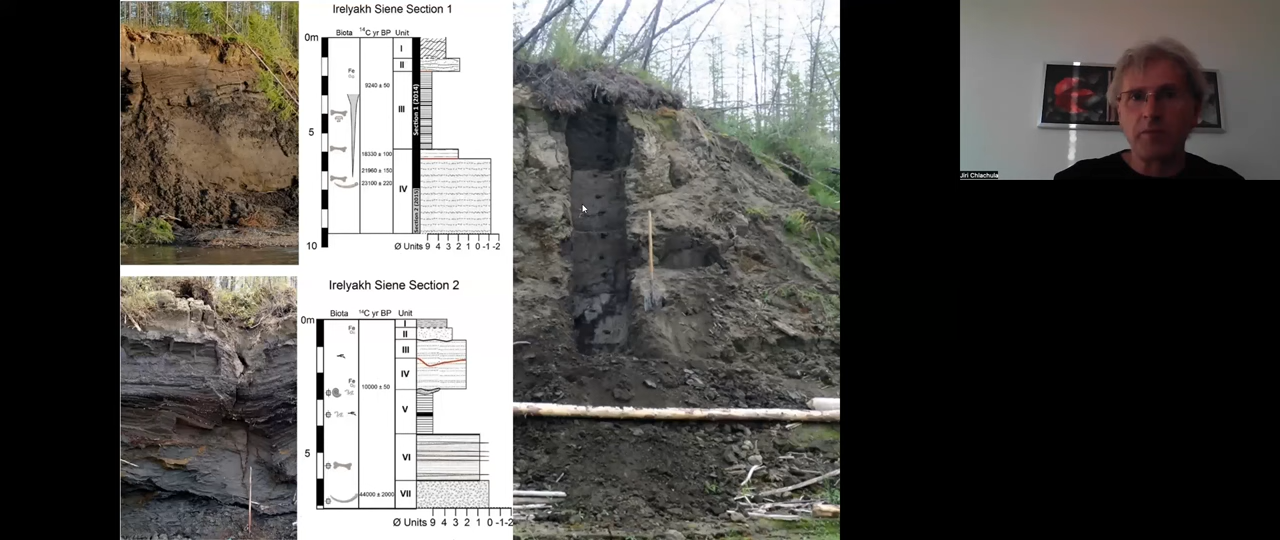 Irelyakh Siene Section 1
Biota 14C yr BP Unit
0m
I
II
Fe
9240 ± 50
III
Section 1 (2014)
5
18330 ± 100
21960 ± 150
23100 ± 220
IV
Section 2 (2015)
10
Ø Units 9 4 3 2 1 0 -1 -2
Irelyakh Siene Section 2
Biota 14C yr BP Unit
0m
I
Fe
II
III
IV
Fe
10000 ± 50
V
5
VI
44000 ± 2000
VII
Ø Units 9 4 3 2 1 0 -1 -2
Jiri Chlachula